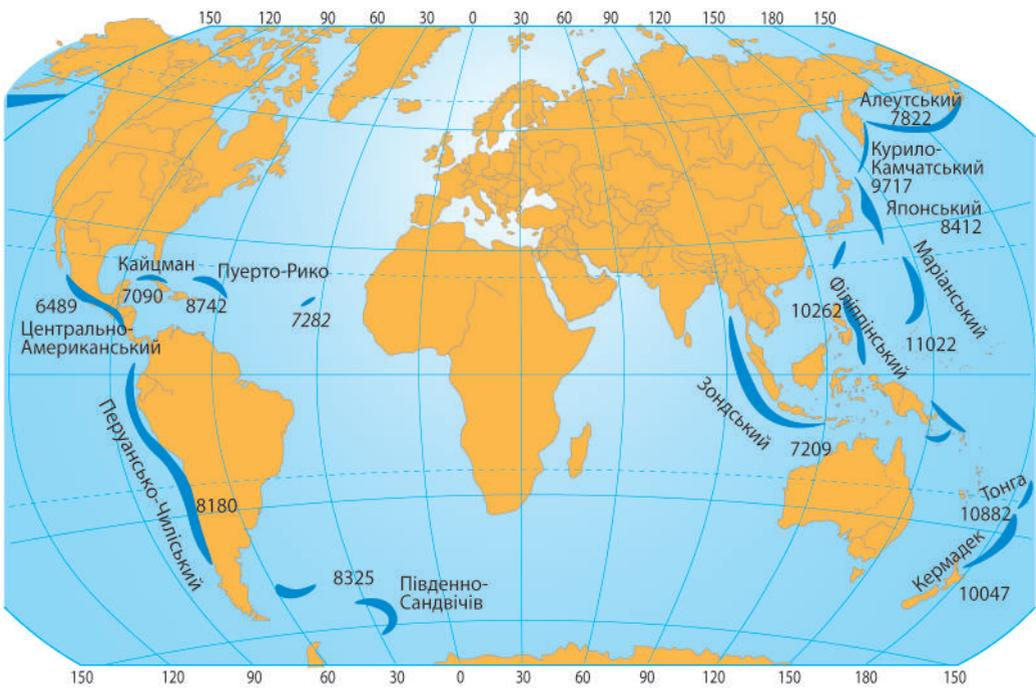 150 120 90 60 30 0 30 60 90 120 150 180 150
Алеутський
7822
Курило-
Камчатський
9717
Японський
8412
Маріанський
11022
Філіппінський
10262
Кайцман
7090
Пуерто-Рико
8742
7282
6489
Центрально-
Американський
Зондський
7209
Перуансько-Чиліський
8180
Тонга
10882
Кермадек
10047
8325
Південно-
Сандвічів
150 120 90 60 30 0 30 60 90 120 150 180 150